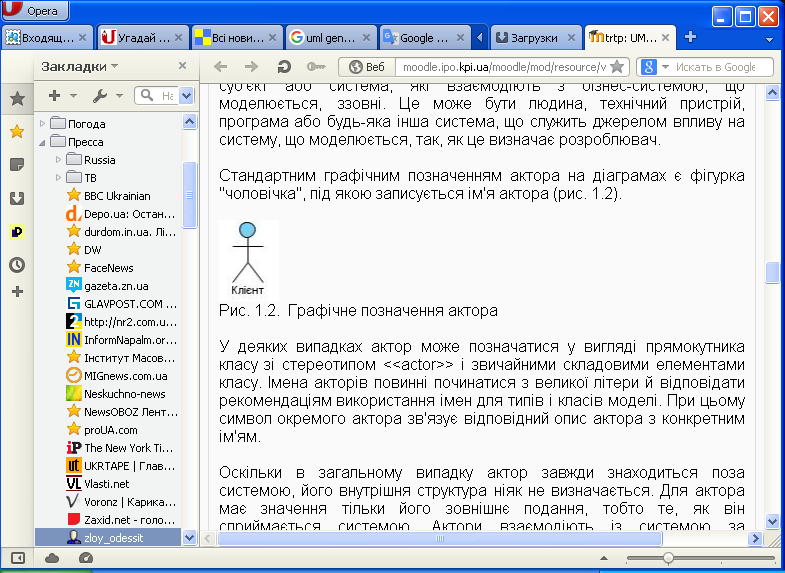 Opera
Входящ...
Угадай ...
Всі нови...
uml gen...
Google ...
Загрузки
trtp: UM...
Закладки
Веб
moodle.ipo.kpi.ua/moodle/mod/resource/v
Искать в Google
На
Погода
Пресса
Russia
ТВ
BBC Ukrainian
Depo.ua: Остан...
durdom.in.ua. Лі...
DW
FaceNews
gazeta.zn.ua
GLAVPOST.COM ...
http://nr2.com.u...
InformNapalm.or...
Інститут Масов...
MIGnews.com.ua
Neskuchno-news
NewsOBOZ Лент...
proUA.com
The New York Ti...
UKRTAPE | Глав...
Vlasti.net
Voronz | Карика...
Zaxid.net - голо...
zloy_odessit
суб'єкт або система, які взаємодіють з бізнес-системою, що
моделюється, ззовні. Це може бути людина, технічний пристрій,
програма або будь-яка інша система, що служить джерелом впливу на
систему, що моделюється, так, як це визначає розроблювач.
Стандартним графічним позначенням актора на діаграмах є фігурка
"чоловічка", під якою записується ім'я актора (рис. 1.2).
Клієнт
Рис. 1.2. Графічне позначення актора
У деяких випадках актор може позначатися у вигляді прямокутника
класу зі стереотипом <<actor>> і звичайними складовими елементами
класу. Імена акторів повинні починатися з великої літери й відповідати
рекомендаціям використання імен для типів і класів моделі. При цьому
символ окремого актора зв'язує відповідний опис актора з конкретним
ім'ям.
Оскільки в загальному випадку актор завжди знаходиться поза
системою, його внутрішня структура ніяк не визначається. Для актора
має значення тільки його зовнішнє подання, тобто те, як він
сприймається системою. Актори взаємодіють із системою за